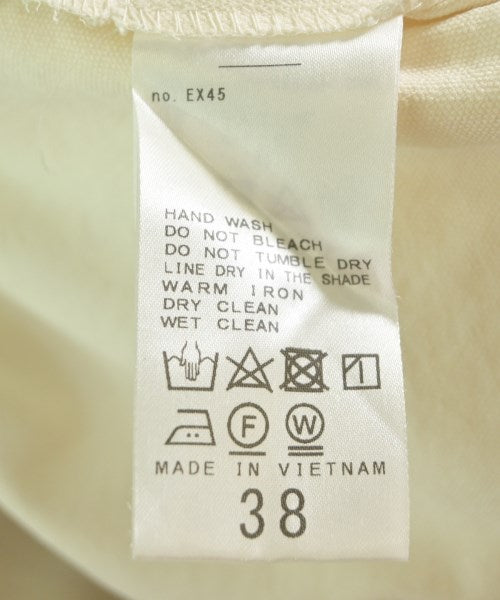 no. EX45
HAND WASH
DO NOT BLEACH
DO NOT TUMBLE DRY
LINE DRY IN THE SHADE
WARM IRON
DRY CLEAN
WET CLEAN
F W
MADE IN VIETNAM
38